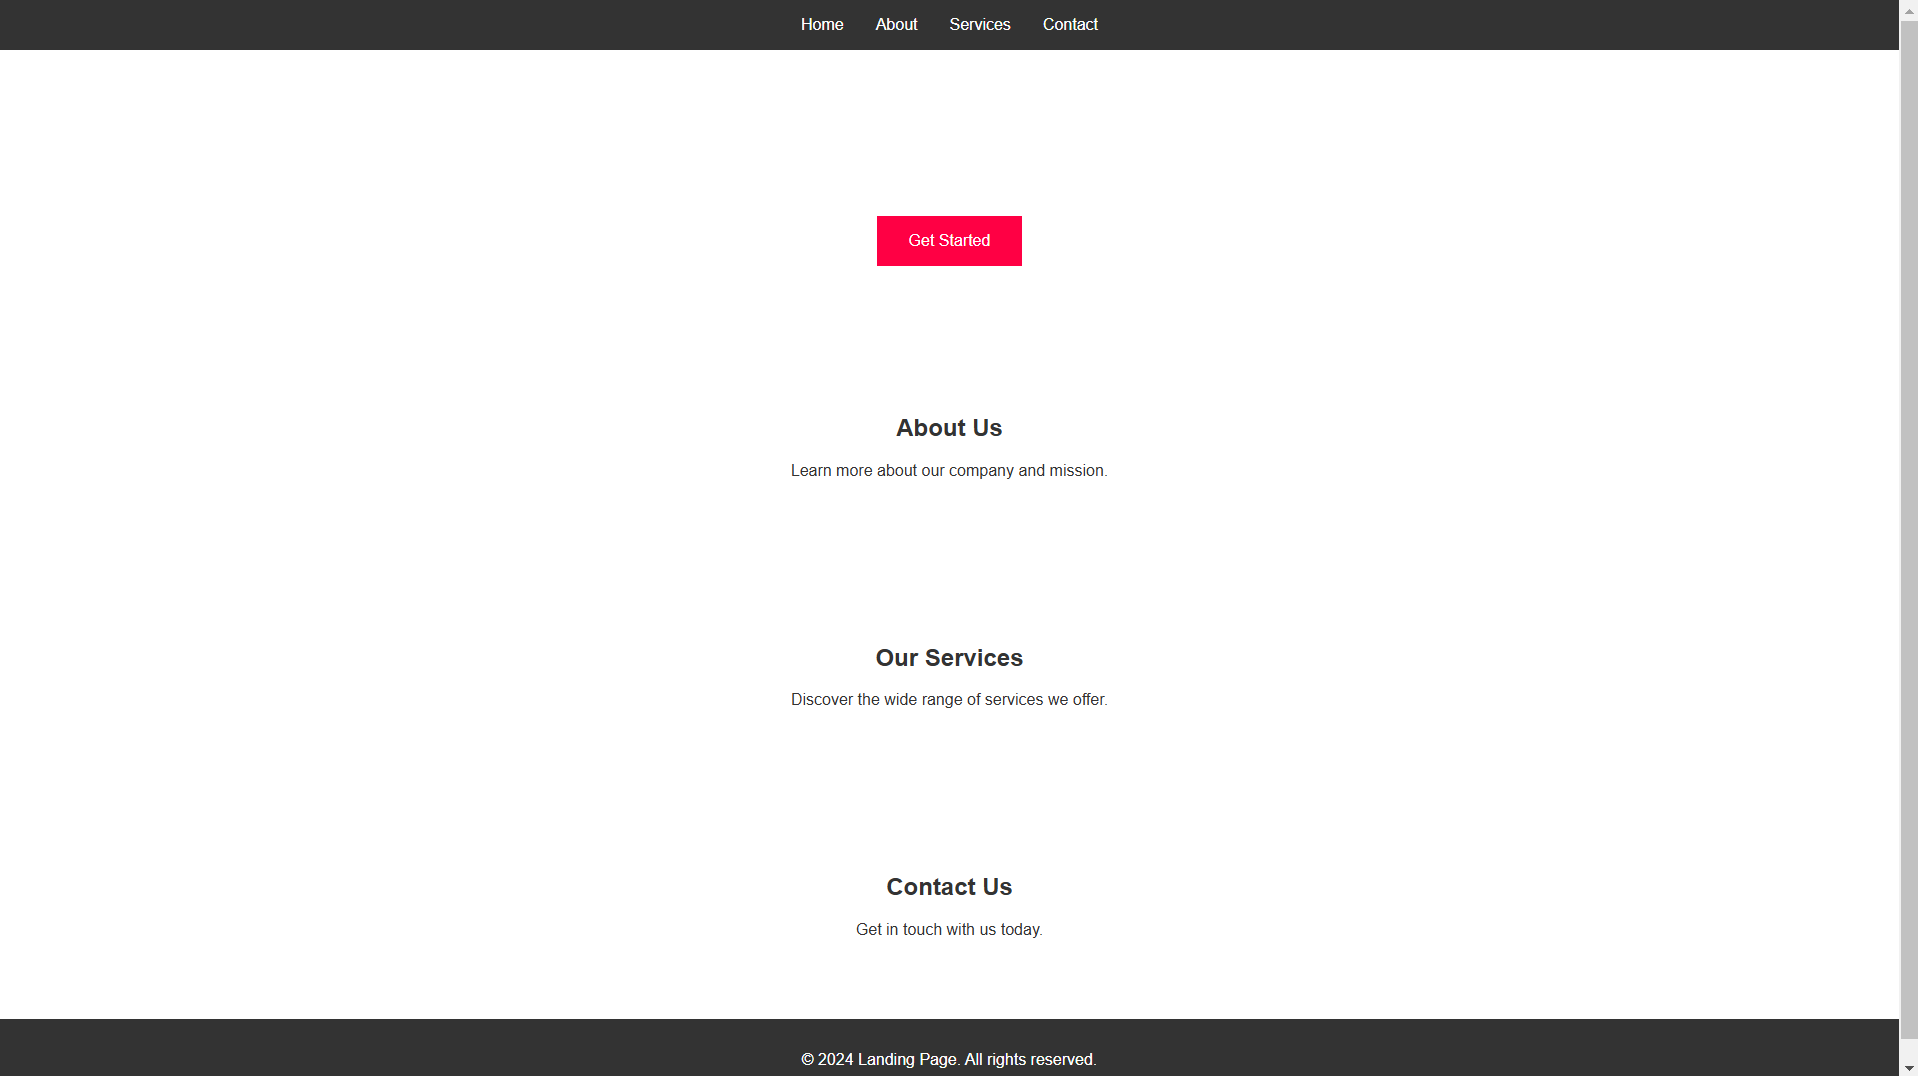 Home About Services Contact
Get Started
About Us
Learn more about our company and mission.
Our Services
Discover the wide range of services we offer.
Contact Us
Get in touch with us today.
© 2024 Landing Page. All rights reserved.